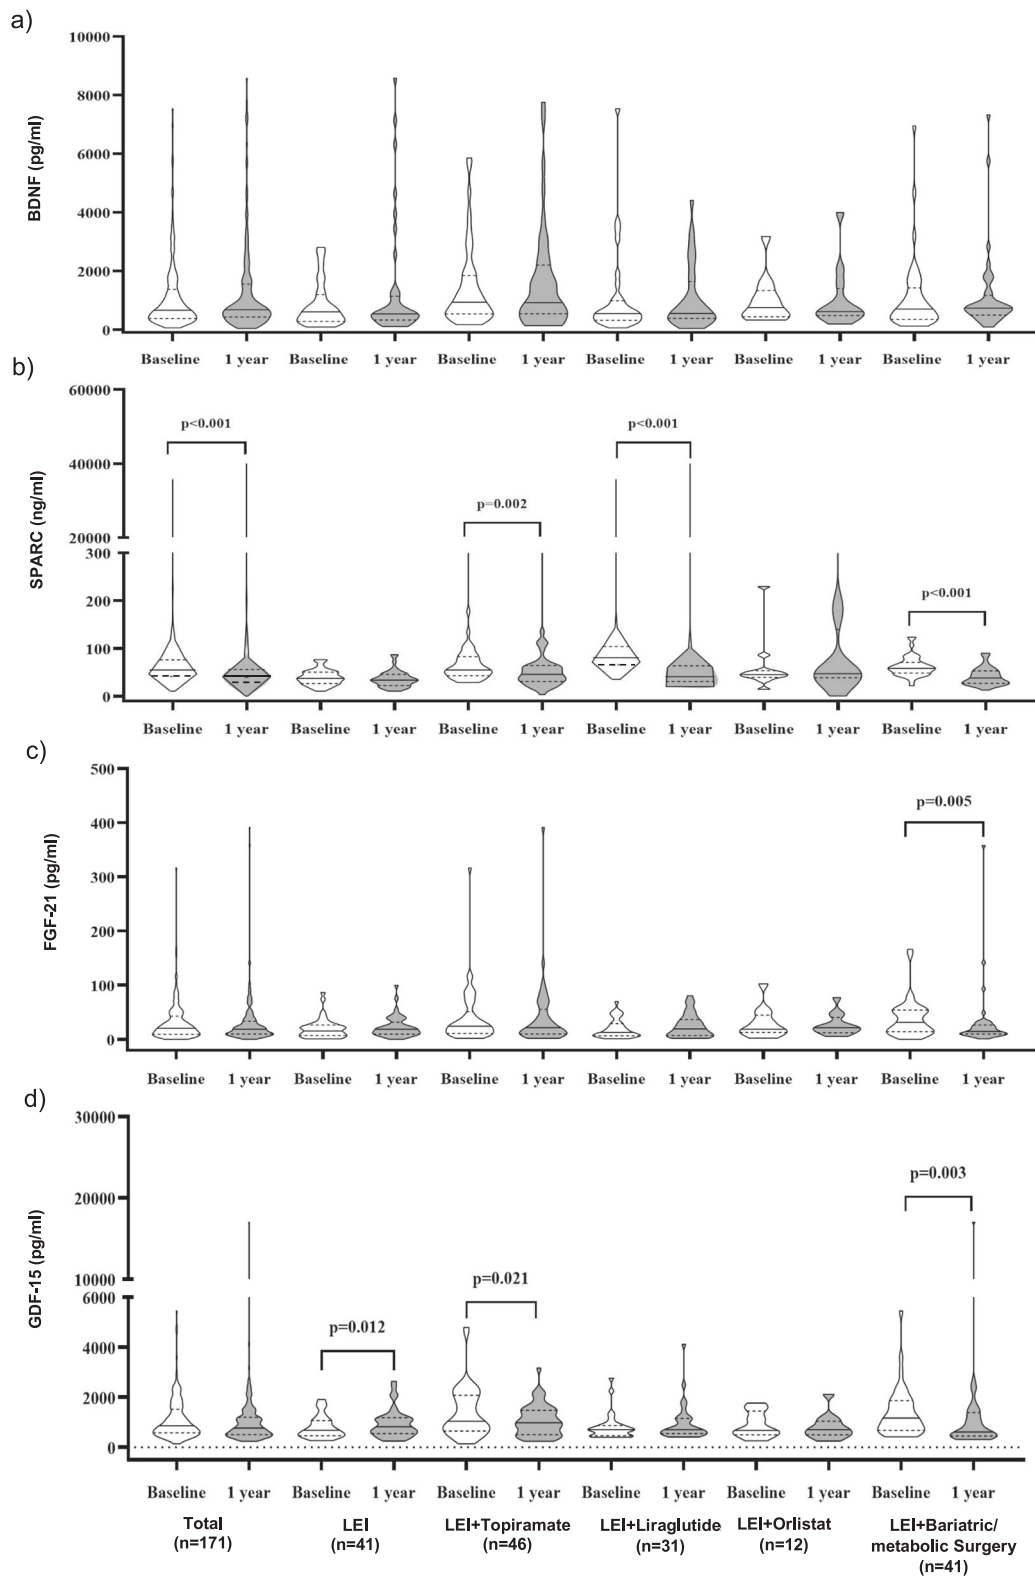 a)
10000
8000
6000
4000
2000
0
BDNF (pg/ml)
Baseline 1 year Baseline 1 year Baseline 1 year Baseline 1 year Baseline 1 year Baseline 1 year
b)
60000
40000
20000
300
200
100
0
SPARC (ng/ml)
p<0.001
p=0.002
p<0.001
p<0.001
Baseline 1 year Baseline 1 year Baseline 1 year Baseline 1 year Baseline 1 year Baseline 1 year
c)
500
400
300
200
100
0
FGF-21 (pg/ml)
p=0.005
Baseline 1 year Baseline 1 year Baseline 1 year Baseline 1 year Baseline 1 year Baseline 1 year
d)
30000
20000
10000
6000
4000
2000
0
GDF-15 (pg/ml)
p=0.012
p=0.021
p=0.003
Baseline 1 year Baseline 1 year Baseline 1 year Baseline 1 year Baseline 1 year Baseline 1 year
Total
(n=171)
LEI
(n=41)
LEI+Topiramate
(n=46)
LEI+Liraglutide
(n=31)
LEI+Orlistat
(n=12)
LEI+Bariatric/
metabolic Surgery
(n=41)